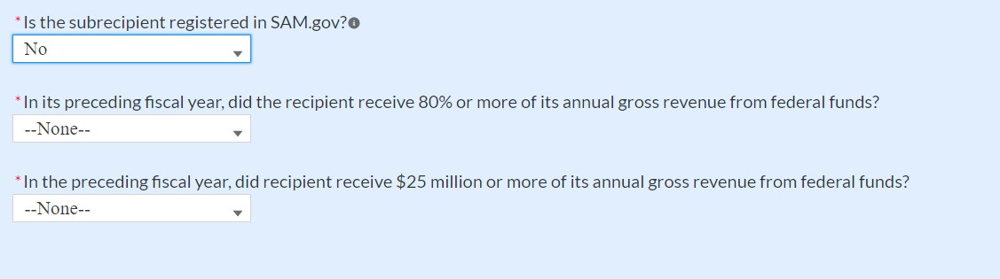 * Is the subrecipient registered in SAM.gov?
No
* In its preceding fiscal year, did the recipient receive 80% or more of its annual gross revenue from federal funds?
--None--
* In the preceding fiscal year, did recipient receive $25 million or more of its annual gross revenue from federal funds?
--None--